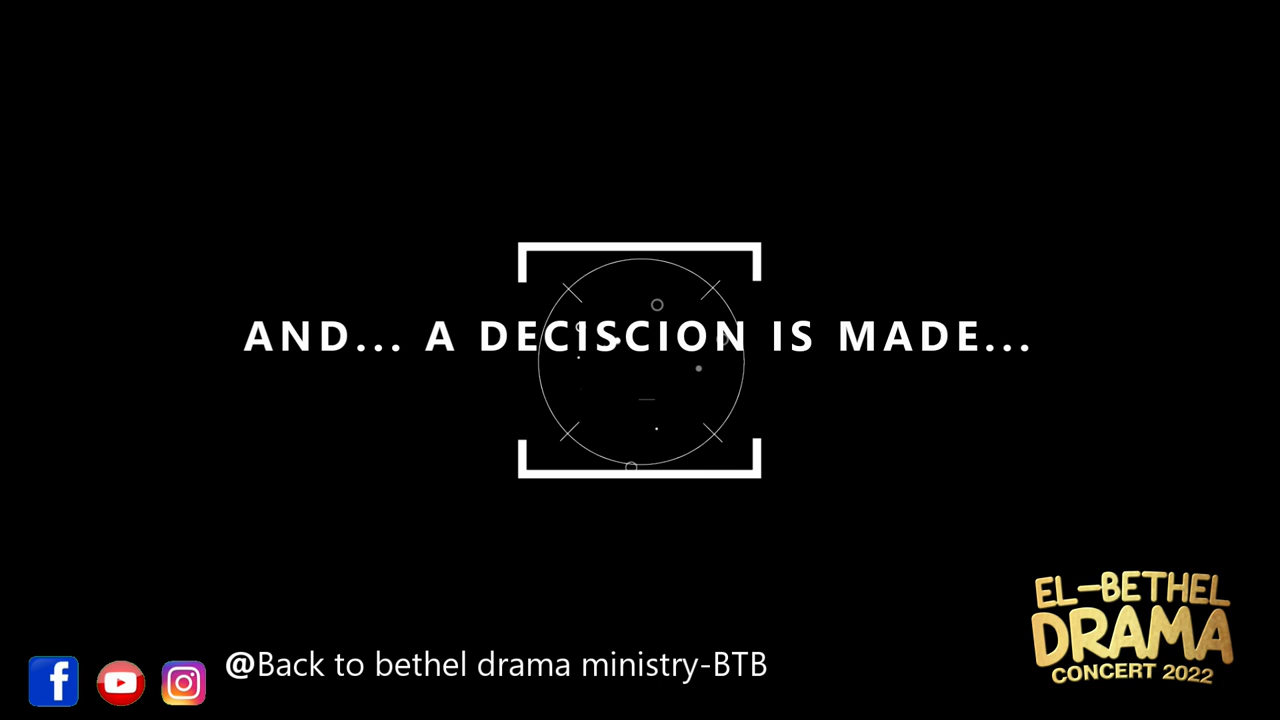 AND... A DECISCION IS MADE...
@Back to bethel drama ministry-BTB
EL-BETHEL
DRAMA
CONCERT 2022